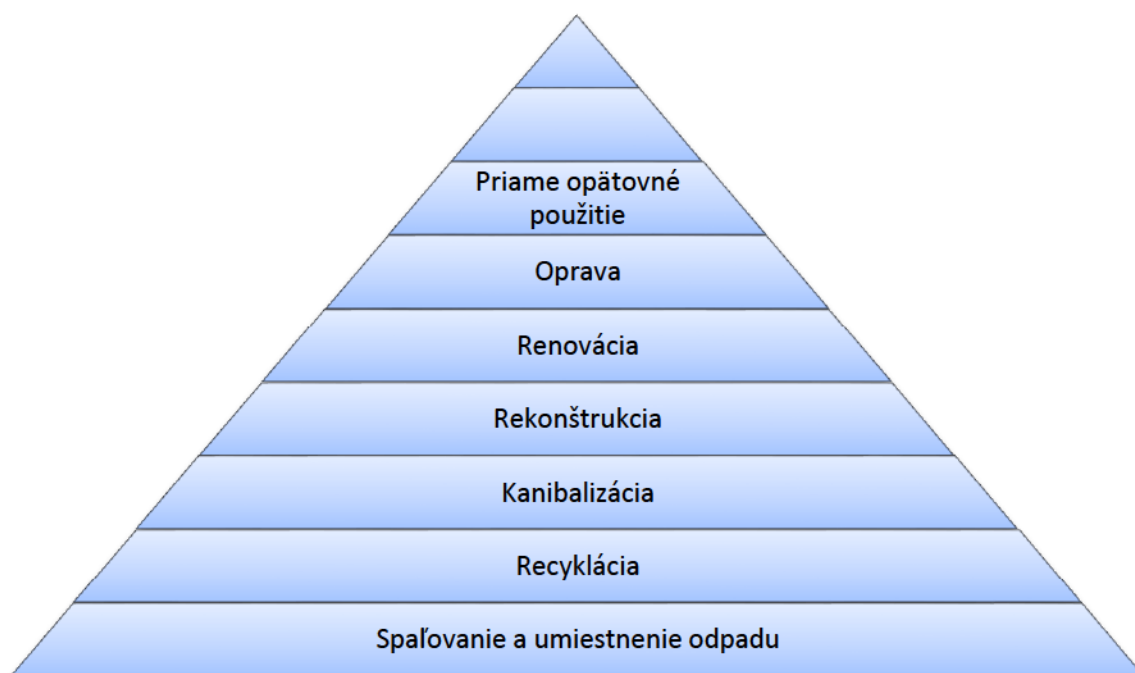 Priame opätovné
použitie
Oprava
Renovácia
Rekonštrukcia
Kanibalizácia
Recyklácia
Spaľovanie a umiestnenie odpadu